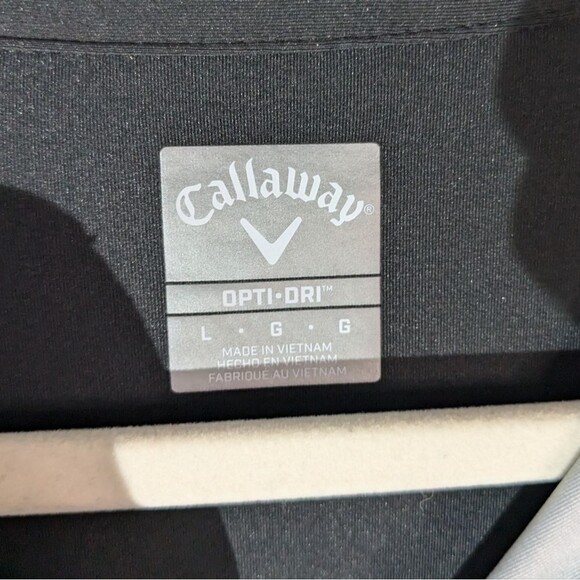 Callaway®
OPTI•DRI™
L • G • G
MADE IN VIETNAM
HECHO EN VIETNAM
FABRIQUE AU VIETNAM